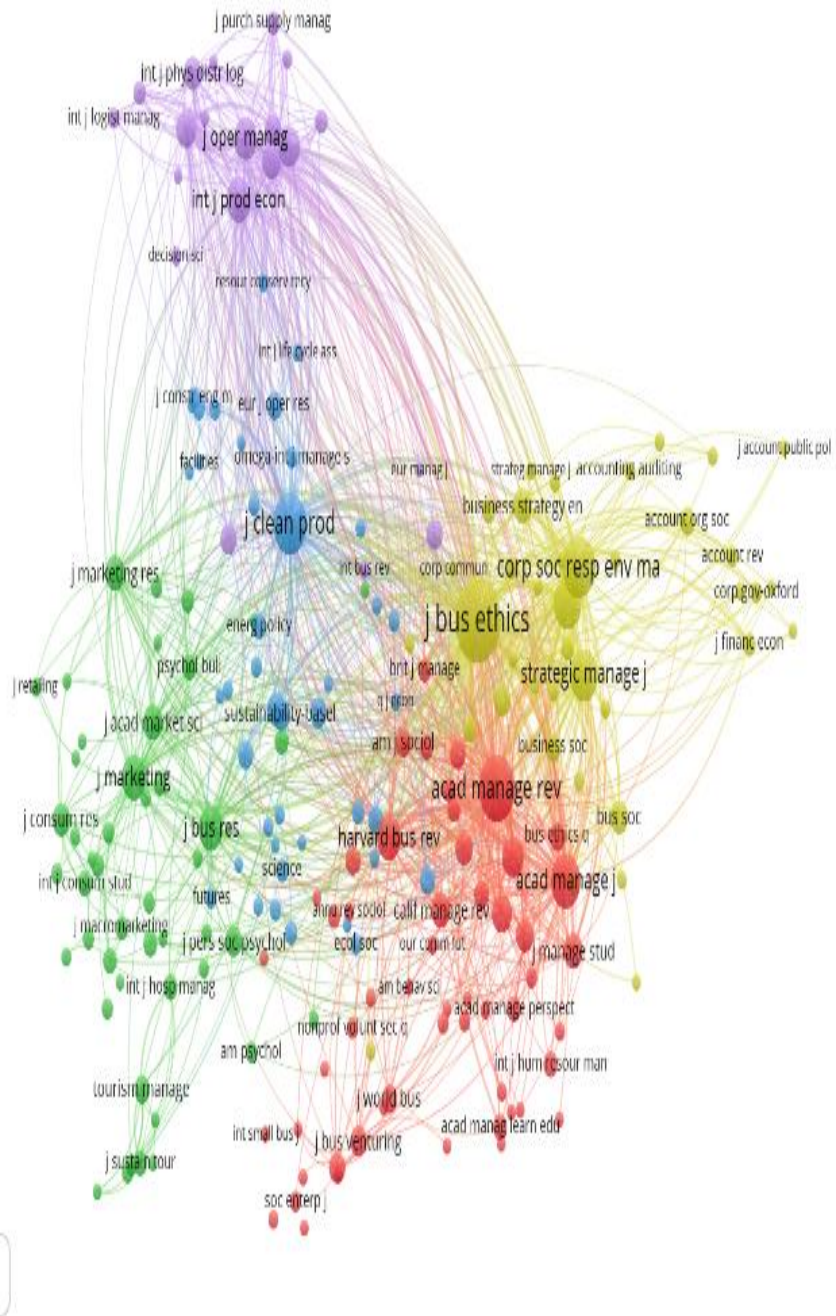 j purch supply manag
int j phys distr log
int j logist manag
j oper manag
int j prod econ
decision sci
resour conserv recy
int j life cycle ass
j constr eng m
eur j oper res
facilities
omega-int j manage s
eur manag j
strateg manage j
accounting auditing
j account public pol
business strategy en
account org soc
j clean prod
j marketing res
int bus rev
corp commun
corp soc resp env ma
account rev
corp gov-oxford
energ policy
j bus ethics
j financ econ
psychol bull
brit j manage
strategic manage j
j retailing
q j econ
j acad market sci
sustainability-basel
am j sociol
business soc
j marketing
acad manage rev
j consum res
j bus res
harvard bus rev
bus ethics q
bus soc
science
int j consum stud
acad manage j
futures
annu rev sociol
calif manage rev
j macromarketing
j pers soc psychol
ecol soc
our comm fut
j manage stud
int j hosp manag
am behav sci
acad manage perspect
nonprof volunt sec q
am psychol
int j hum resour man
tourism manage
j world bus
int small bus j
j bus venturing
acad manag learn edu
j sustain tour
soc enterp j